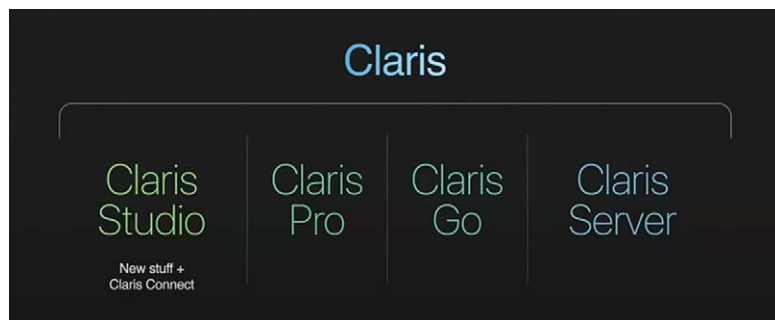 Claris
Claris
Studio
New stuff +
Claris Connect
Claris
Pro
Claris
Go
Claris
Server